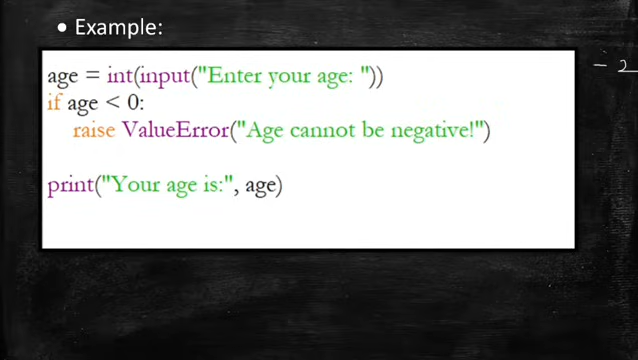 • Example:
age = int(input("Enter your age: "))
if age < 0:
    raise ValueError("Age cannot be negative!")
print("Your age is:", age)
- 2